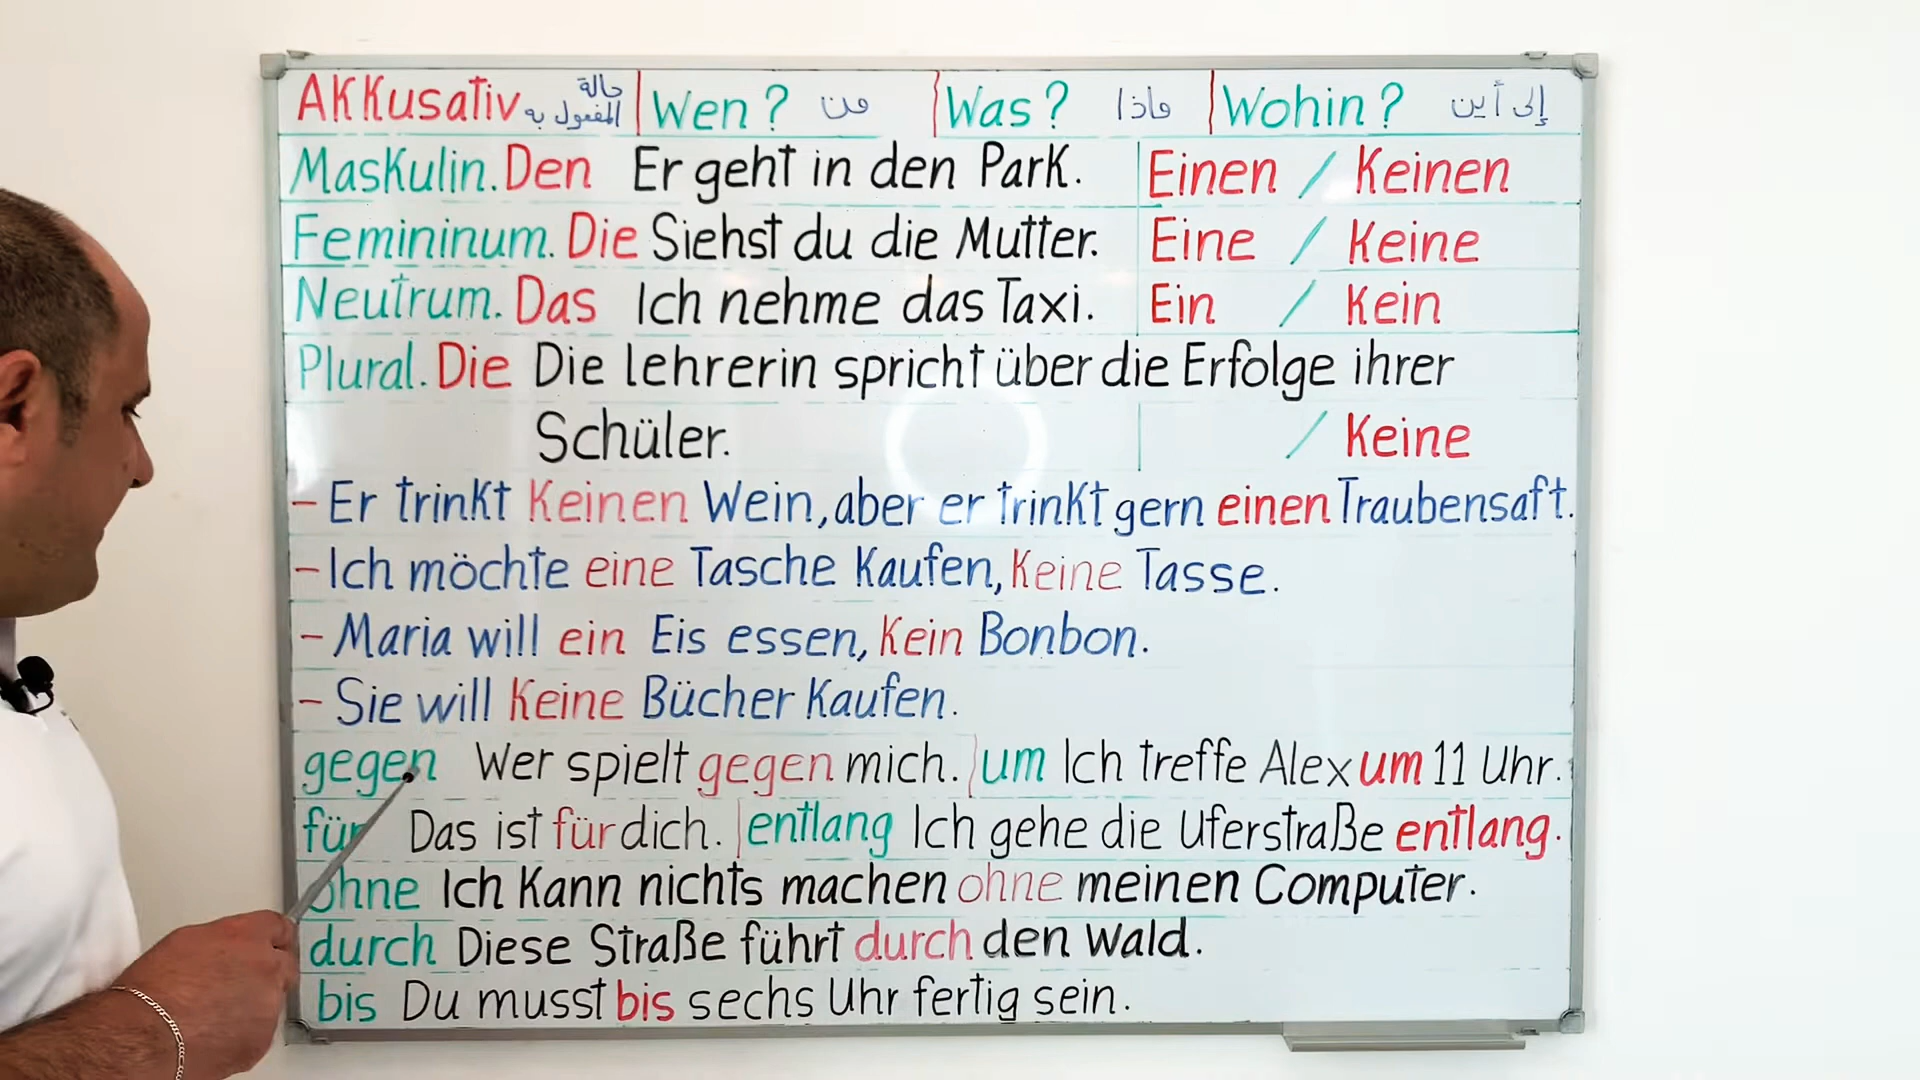 AKKusativ حالة المفعول به Wen? من Was? ماذا Wohin? إلى أين
MasKulin. Den Er geht in den ParK. Einen / Keinen
Femininum. Die Siehst du die Mutter. Eine / Keine
Neutrum. Das Ich nehme das Taxi. Ein / Kein
Plural. Die Die lehrerin spricht über die Erfolge ihrer
Schüler. / Keine
- Er trinKt Keinen Wein, aber er trinKt gern einen Traubensaft.
- Ich möchte eine Tasche Kaufen, Keine Tasse.
- Maria will ein Eis essen, Kein Bonbon.
- Sie will Keine Bücher Kaufen.
gegen Wer spielt gegen mich. um Ich treffe Alex um 11 Uhr.
für Das ist für dich. entlang Ich gehe die Uferstraße entlang.
ohne Ich Kann nichts machen ohne meinen Computer.
durch Diese Straße führt durch den Wald.
bis Du musst bis sechs Uhr fertig sein.